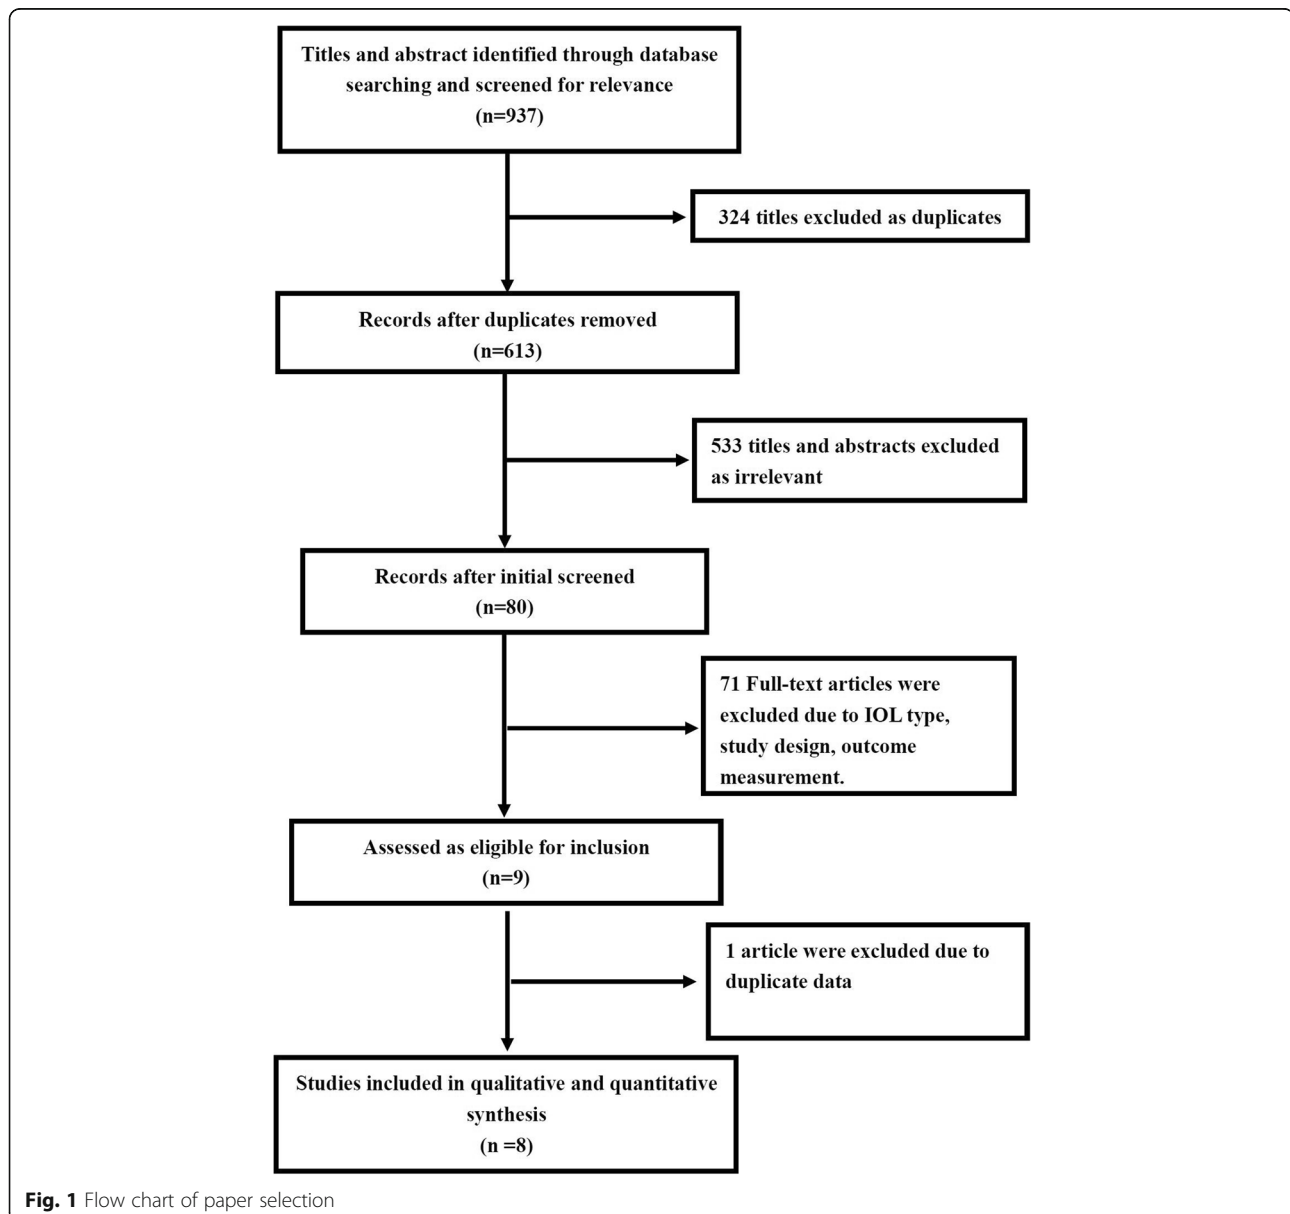 Titles and abstract identified through database
searching and screened for relevance
(n=937)
324 titles excluded as duplicates
Records after duplicates removed
(n=613)
533 titles and abstracts excluded
as irrelevant
Records after initial screened
(n=80)
71 Full-text articles were
excluded due to IOL type,
study design, outcome
measurement.
Assessed as eligible for inclusion
(n=9)
1 article were excluded due to
duplicate data
Studies included in qualitative and quantitative
synthesis
(n =8)
Fig. 1 Flow chart of paper selection